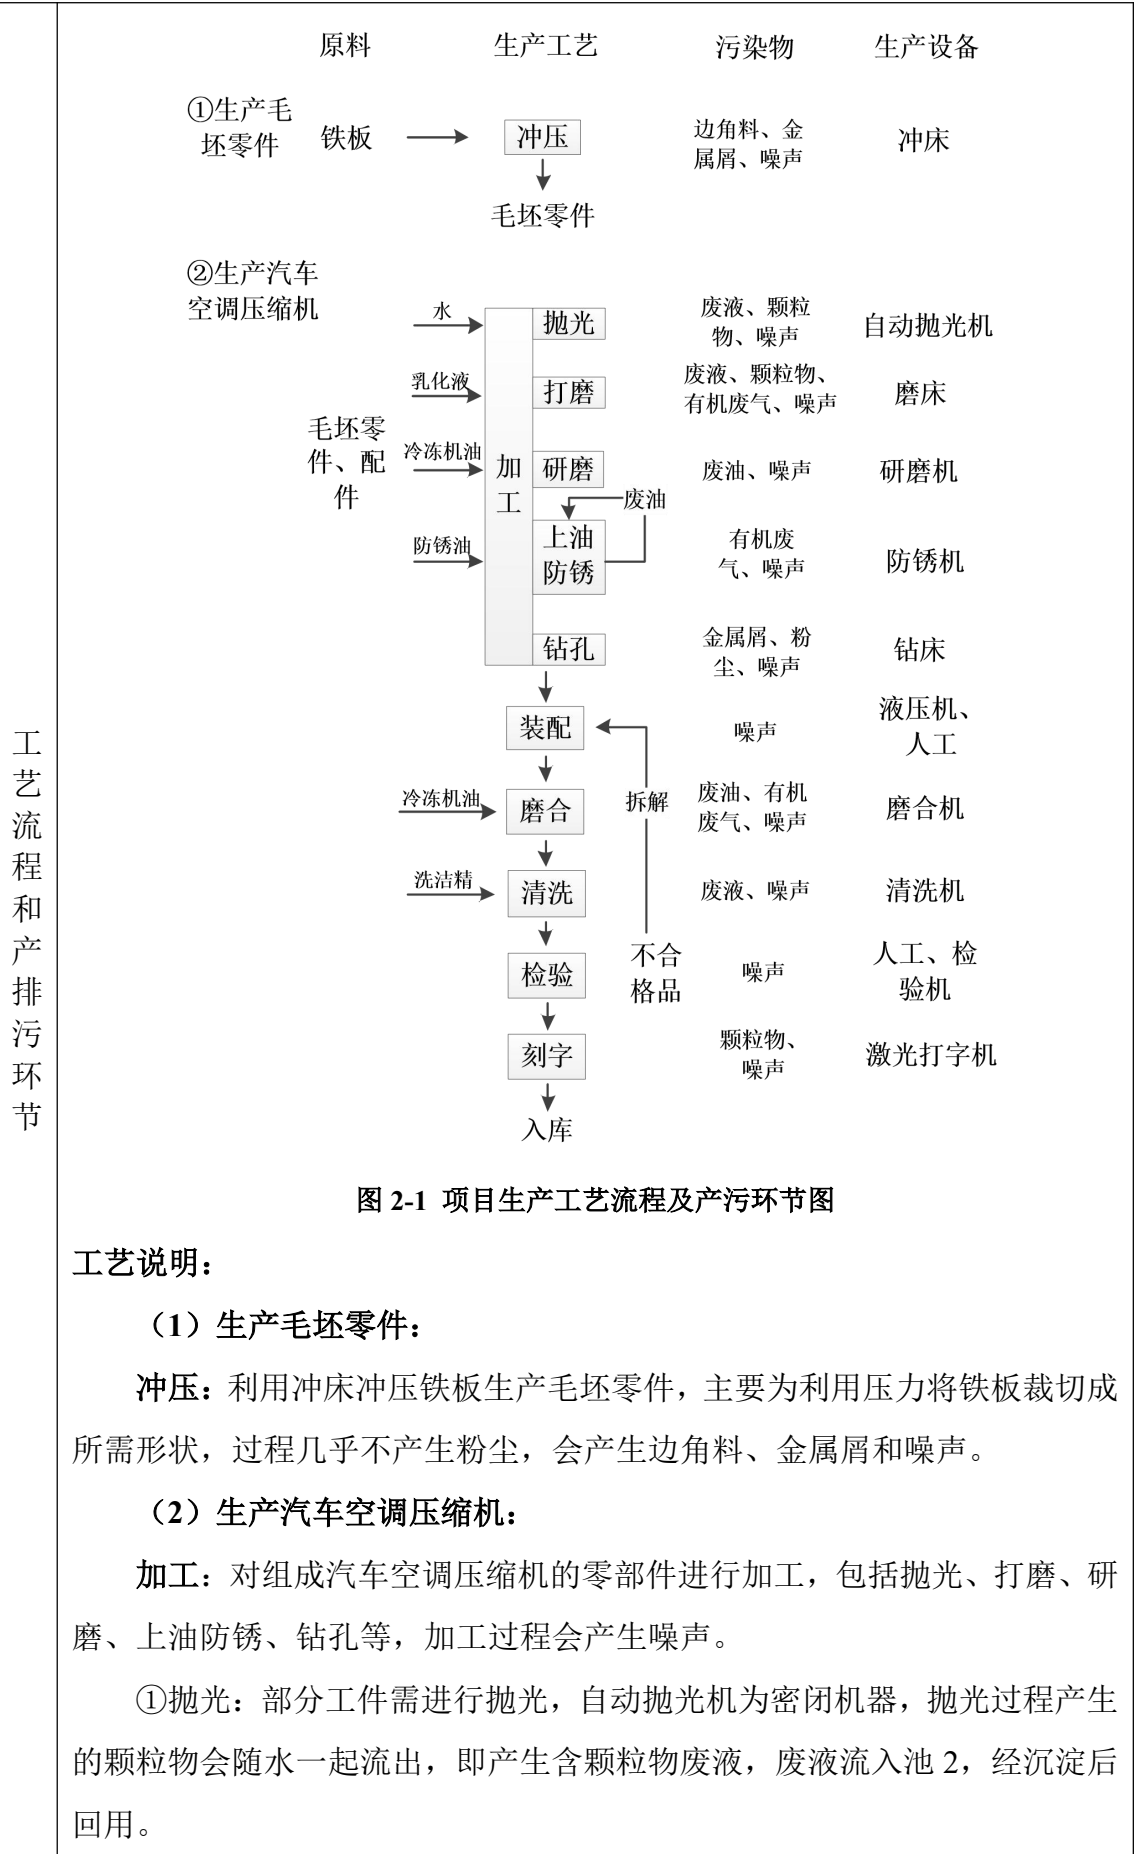 工艺流程和产排污环节
原料 生产工艺 污染物 生产设备
①生产毛
坯零件
铁板
冲压
边角料、金
属屑、噪声
冲床
毛坯零件
②生产汽车
空调压缩机
毛坯零
件、配
件
加
工
水
抛光
废液、颗粒
物、噪声
自动抛光机
乳化液
打磨
废液、颗粒物、
有机废气、噪声
磨床
冷冻机油
研磨
废油、噪声
研磨机
废油
防锈油
上油
防锈
有机废
气、噪声
防锈机
钻孔
金属屑、粉
尘、噪声
钻床
装配
噪声
液压机、
人工
冷冻机油
磨合
拆解
废油、有机
废气、噪声
磨合机
洗洁精
清洗
废液、噪声
清洗机
检验
不合
格品
噪声
人工、检
验机
刻字
颗粒物、
噪声
激光打字机
入库
图 2-1 项目生产工艺流程及产污环节图
工艺说明：
（1）生产毛坯零件：
冲压：利用冲床冲压铁板生产毛坯零件，主要为利用压力将铁板裁切成
所需形状，过程几乎不产生粉尘，会产生边角料、金属屑和噪声。
（2）生产汽车空调压缩机：
加工：对组成汽车空调压缩机的零部件进行加工，包括抛光、打磨、研
磨、上油防锈、钻孔等，加工过程会产生噪声。
①抛光：部分工件需进行抛光，自动抛光机为密闭机器，抛光过程产生
的颗粒物会随水一起流出，即产生含颗粒物废液，废液流入池 2，经沉淀后
回用。